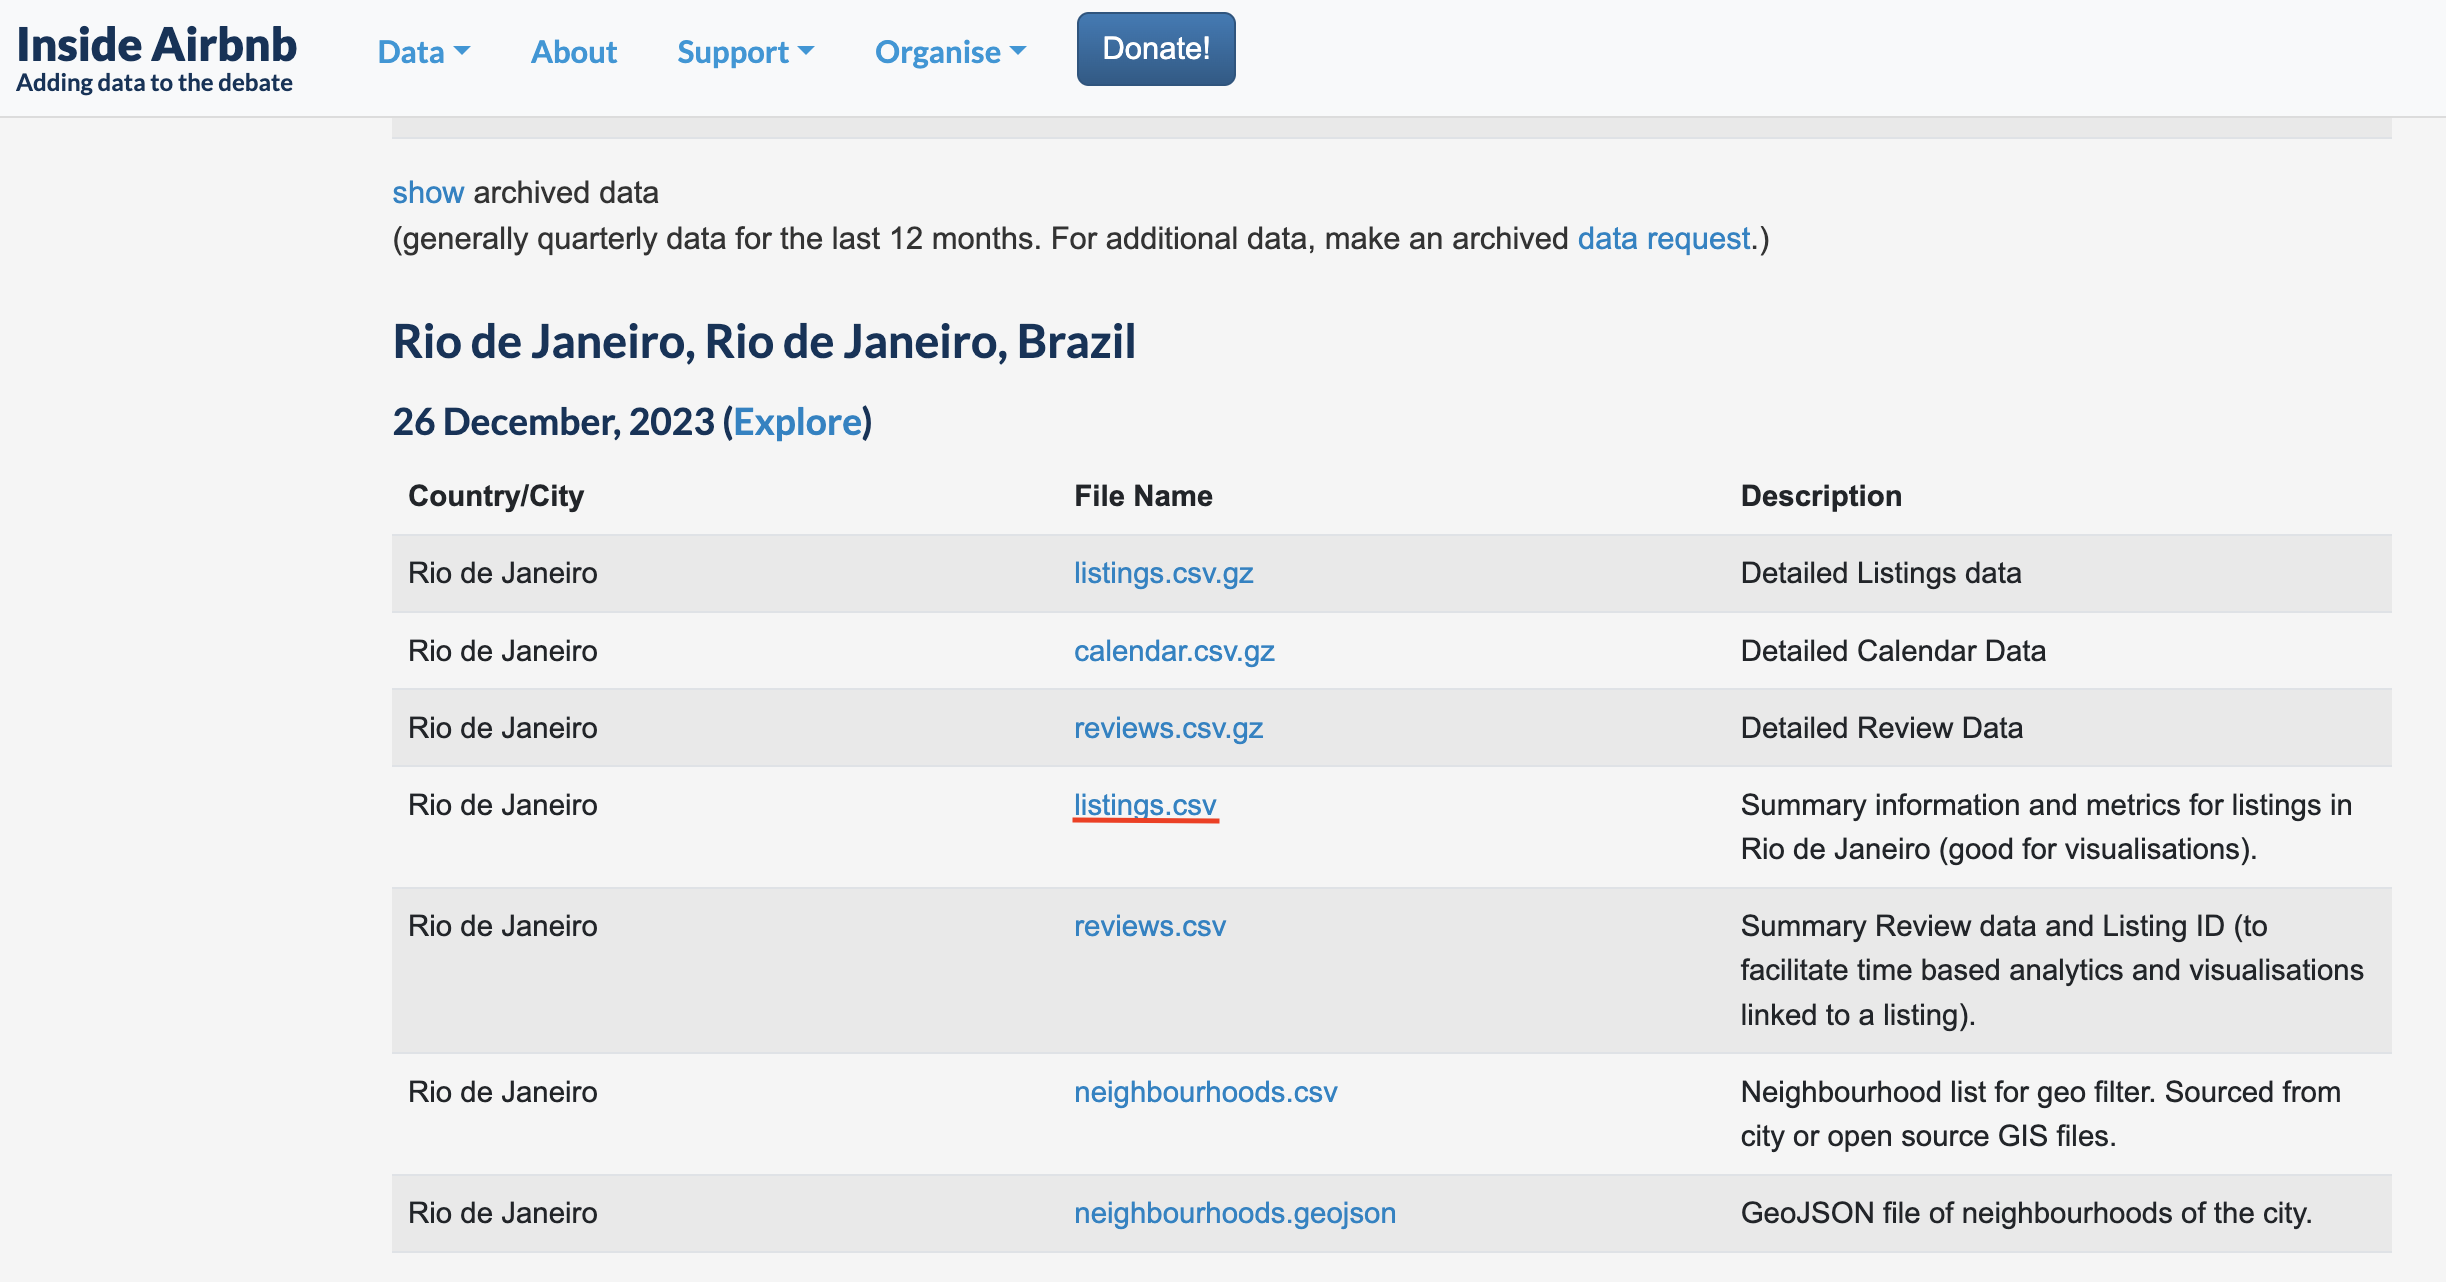 Inside Airbnb
Adding data to the debate
Data
About
Support
Organise
Donate!
show archived data
(generally quarterly data for the last 12 months. For additional data, make an archived data request.)
Rio de Janeiro, Rio de Janeiro, Brazil
26 December, 2023 (Explore)
Country/City File Name Description
Rio de Janeiro listings.csv.gz Detailed Listings data
Rio de Janeiro calendar.csv.gz Detailed Calendar Data
Rio de Janeiro reviews.csv.gz Detailed Review Data
Rio de Janeiro listings.csv Summary information and metrics for listings in
Rio de Janeiro (good for visualisations).
Rio de Janeiro reviews.csv Summary Review data and Listing ID (to
facilitate time based analytics and visualisations
linked to a listing).
Rio de Janeiro neighbourhoods.csv Neighbourhood list for geo filter. Sourced from
city or open source GIS files.
Rio de Janeiro neighbourhoods.geojson GeoJSON file of neighbourhoods of the city.